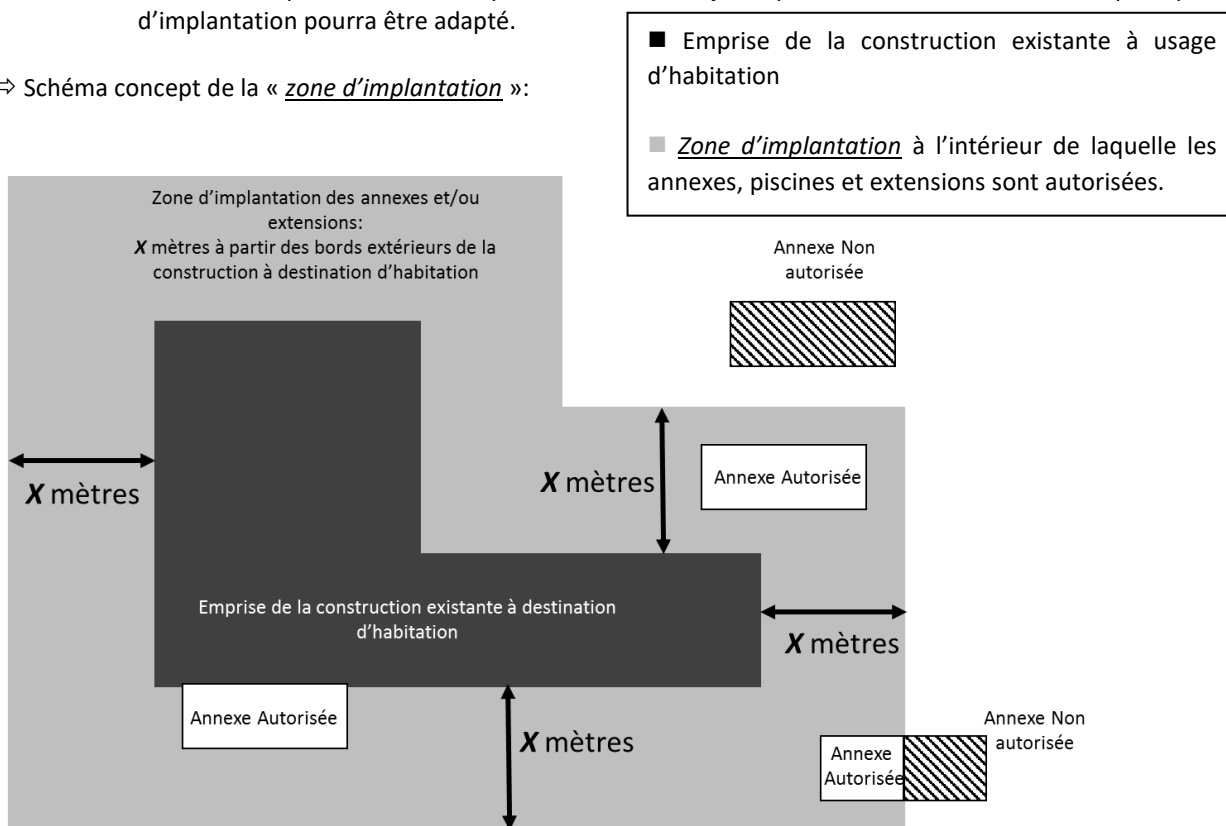 d’implantation pourra être adapté.
⇨ Schéma concept de la « zone d’implantation »:
■ Emprise de la construction existante à usage
d’habitation
■ Zone d’implantation à l’intérieur de laquelle les
annexes, piscines et extensions sont autorisées.
Zone d’implantation des annexes et/ou
extensions:
X mètres à partir des bords extérieurs de la
construction à destination d’habitation
Annexe Non
autorisée
X mètres
X mètres
Annexe Autorisée
Emprise de la construction existante à destination
d’habitation
X mètres
Annexe Autorisée
X mètres
Annexe
Autorisée
Annexe Non
autorisée